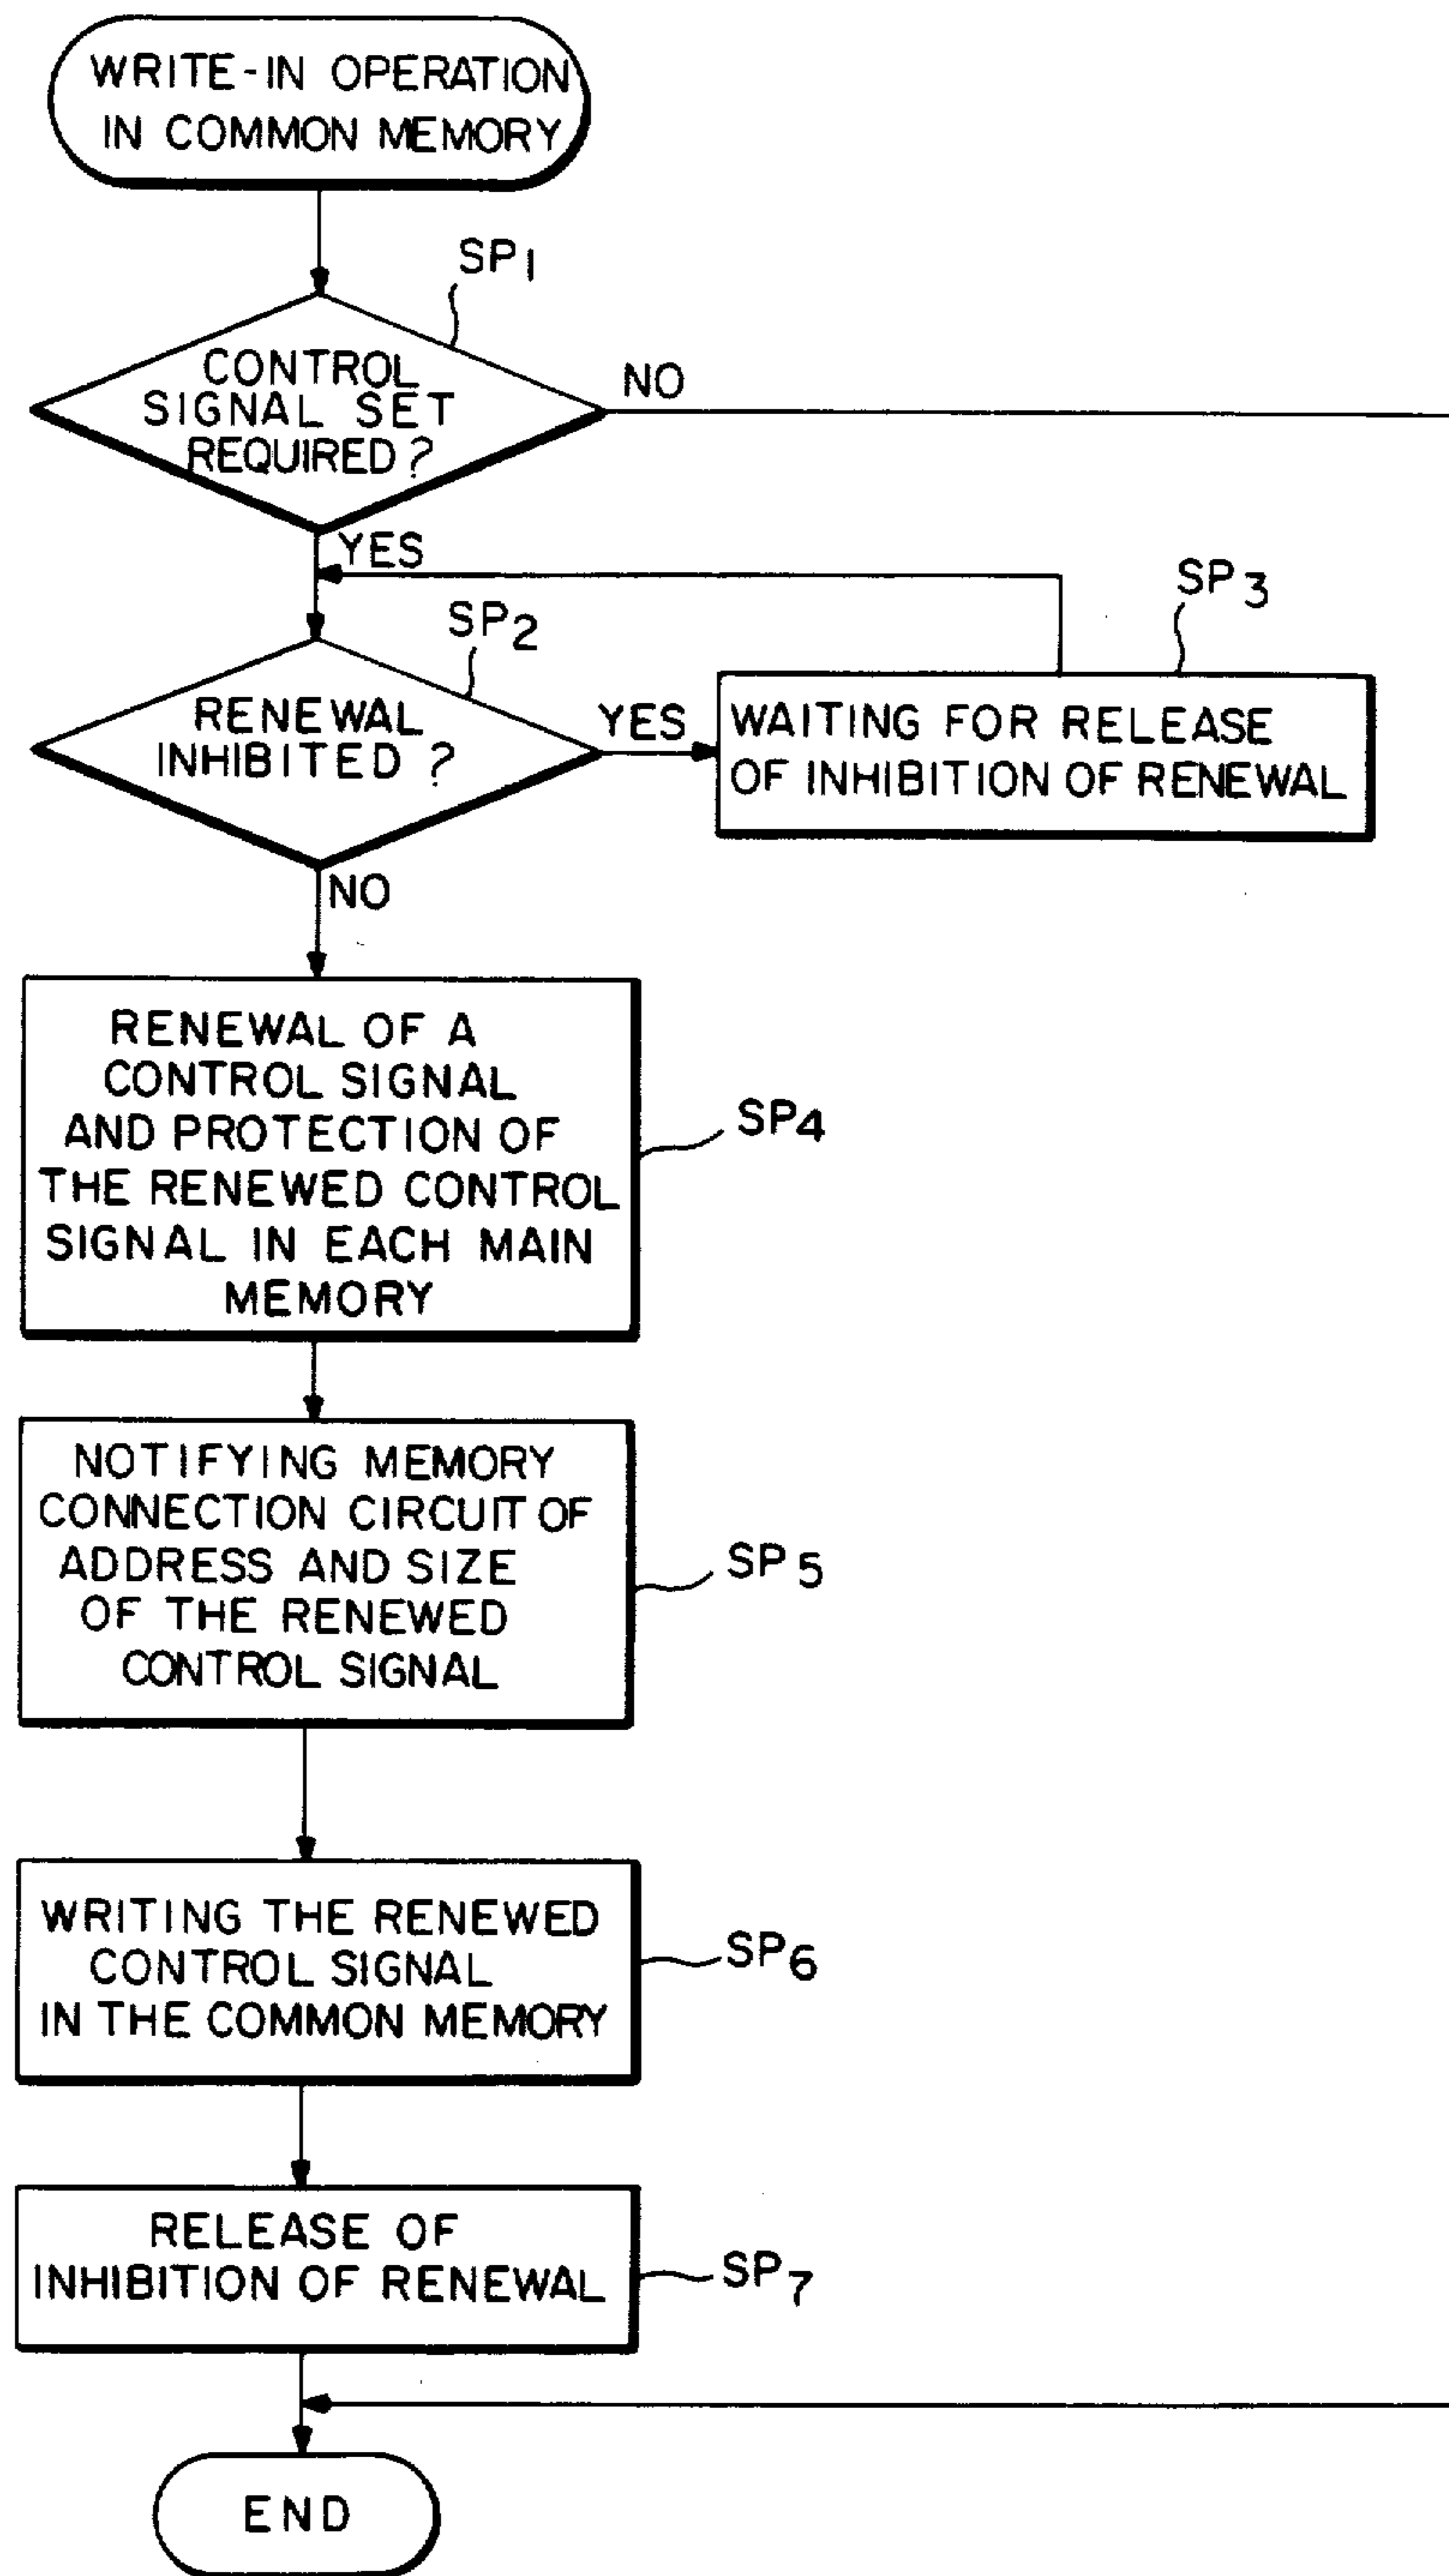 WRITE-IN OPERATION
IN COMMON MEMORY
SP1
CONTROL
SIGNAL SET
REQUIRED?
NO
YES
SP3
SP2
RENEWAL
INHIBITED ?
YES
WAITING FOR RELEASE
OF INHIBITION OF RENEWAL
NO
RENEWAL OF A
CONTROL SIGNAL
AND PROTECTION OF
THE RENEWED CONTROL
SIGNAL IN EACH MAIN
MEMORY
SP4
NOTIFYING MEMORY
CONNECTION CIRCUIT OF
ADDRESS AND SIZE
OF THE RENEWED
CONTROL SIGNAL
SP5
WRITING THE RENEWED
CONTROL SIGNAL
IN THE COMMON MEMORY
SP6
RELEASE OF
INHIBITION OF RENEWAL
SP7
END